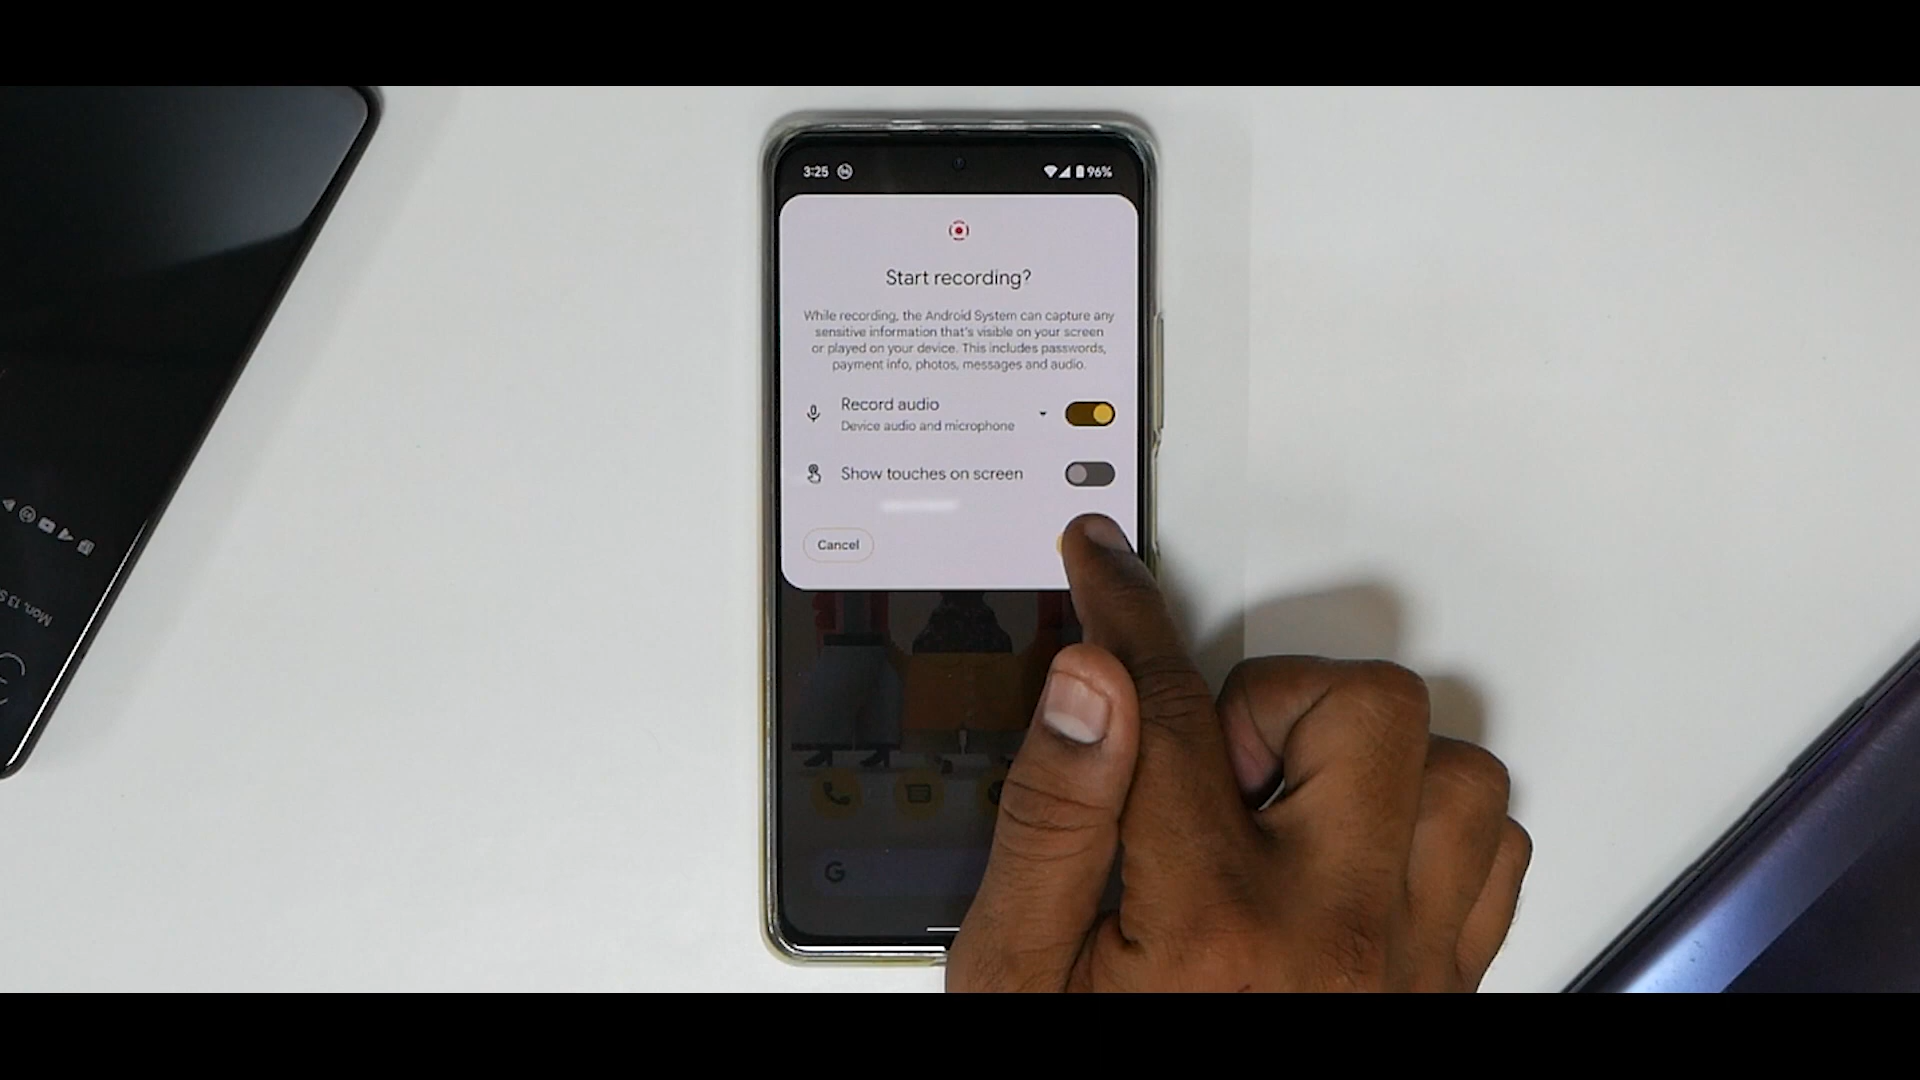 3:25
96%
Start recording?
While recording, the Android System can capture any
sensitive information that's visible on your screen
or played on your device. This includes passwords,
payment info, photos, messages and audio.
Record audio
Device audio and microphone
Show touches on screen
Cancel
G
Mon, 13 S